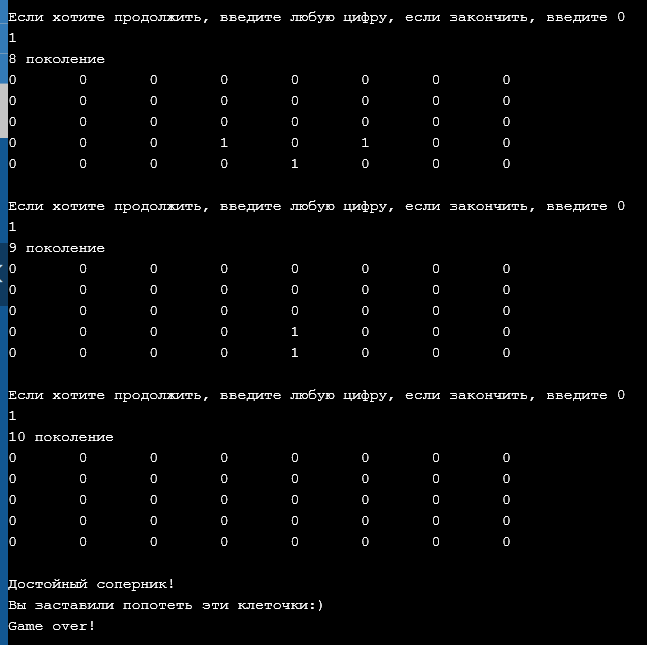 Если хотите продолжить, введите любую цифру, если закончить, введите 0
1
8 поколение
0 0 0 0 0 0 0 0
0 0 0 0 0 0 0 0
0 0 0 0 0 0 0 0
0 0 0 1 0 1 0 0
0 0 0 0 1 0 0 0
Если хотите продолжить, введите любую цифру, если закончить, введите 0
1
9 поколение
0 0 0 0 0 0 0 0
0 0 0 0 0 0 0 0
0 0 0 0 0 0 0 0
0 0 0 0 1 0 0 0
0 0 0 0 1 0 0 0
Если хотите продолжить, введите любую цифру, если закончить, введите 0
1
10 поколение
0 0 0 0 0 0 0 0
0 0 0 0 0 0 0 0
0 0 0 0 0 0 0 0
0 0 0 0 0 0 0 0
0 0 0 0 0 0 0 0
Достойный соперник!
Вы заставили попотеть эти клеточки:)
Game over!